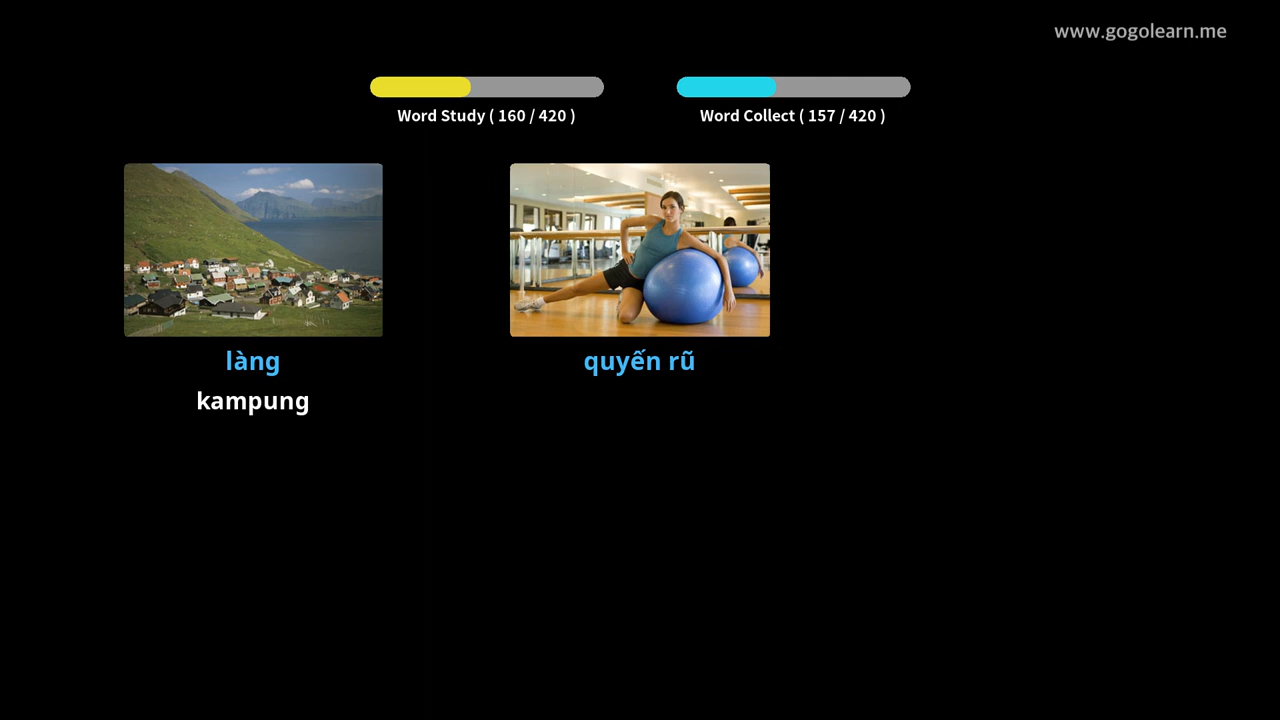 www.gogolearn.me
Word Study ( 160 / 420 )
Word Collect ( 157 / 420 )
làng
quyến rũ
kampung